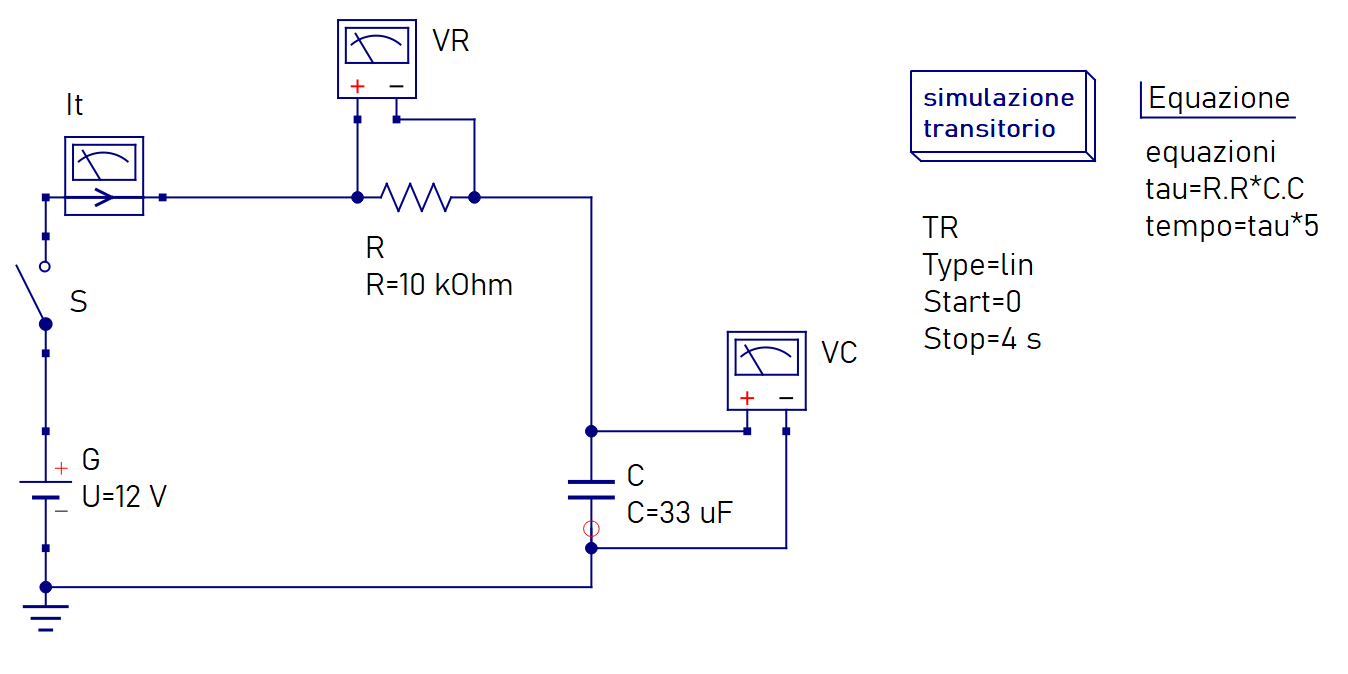 VR
It
+ −
R
R=10 kOhm
S
+ G
− U=12 V
VC
+ −
C
C=33 uF
simulazione
transitorio
TR
Type=lin
Start=0
Stop=4 s
Equazione
equazioni
tau=R.R*C.C
tempo=tau*5